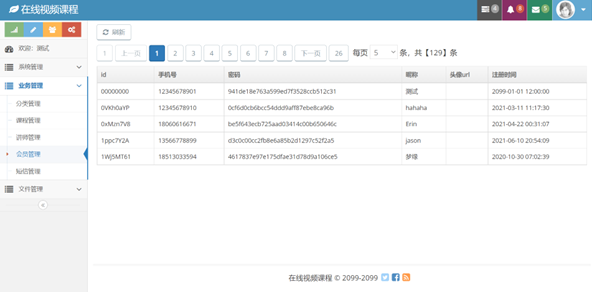 在线视频课程
4
8
5
欢迎：测试
系统管理
业务管理
分类管理
课程管理
讲师管理
会员管理
短信管理
文件管理
刷新
1 上一页 1 2 3 4 5 6 7 8 下一页 26 每页 5 条，共【129】条
id 手机号 密码 昵称 头像url 注册时间
00000000 12345678901 941de18e763a599ed7f3528ccb512c31 测试 2099-01-01 12:00:00
0VKh0aYP 12345678910 0cf6d0cb6bcc54ddd9aff87ebe8ca96b hahaha 2021-03-11 11:17:30
0xMzn7V8 18060616671 be5f643ecb725aad03414c00b650646c Erin 2021-04-22 00:31:07
1ppc7Y2A 13566778899 d3c0c00cc2fb8e6a85b2d1297c52f2a5 jason 2021-06-10 20:54:09
1WJ5MT61 18513033594 4617837e97e175dfae31d78d9a106ce5 梦缘 2020-10-30 07:02:39
在线视频课程 © 2099-2099